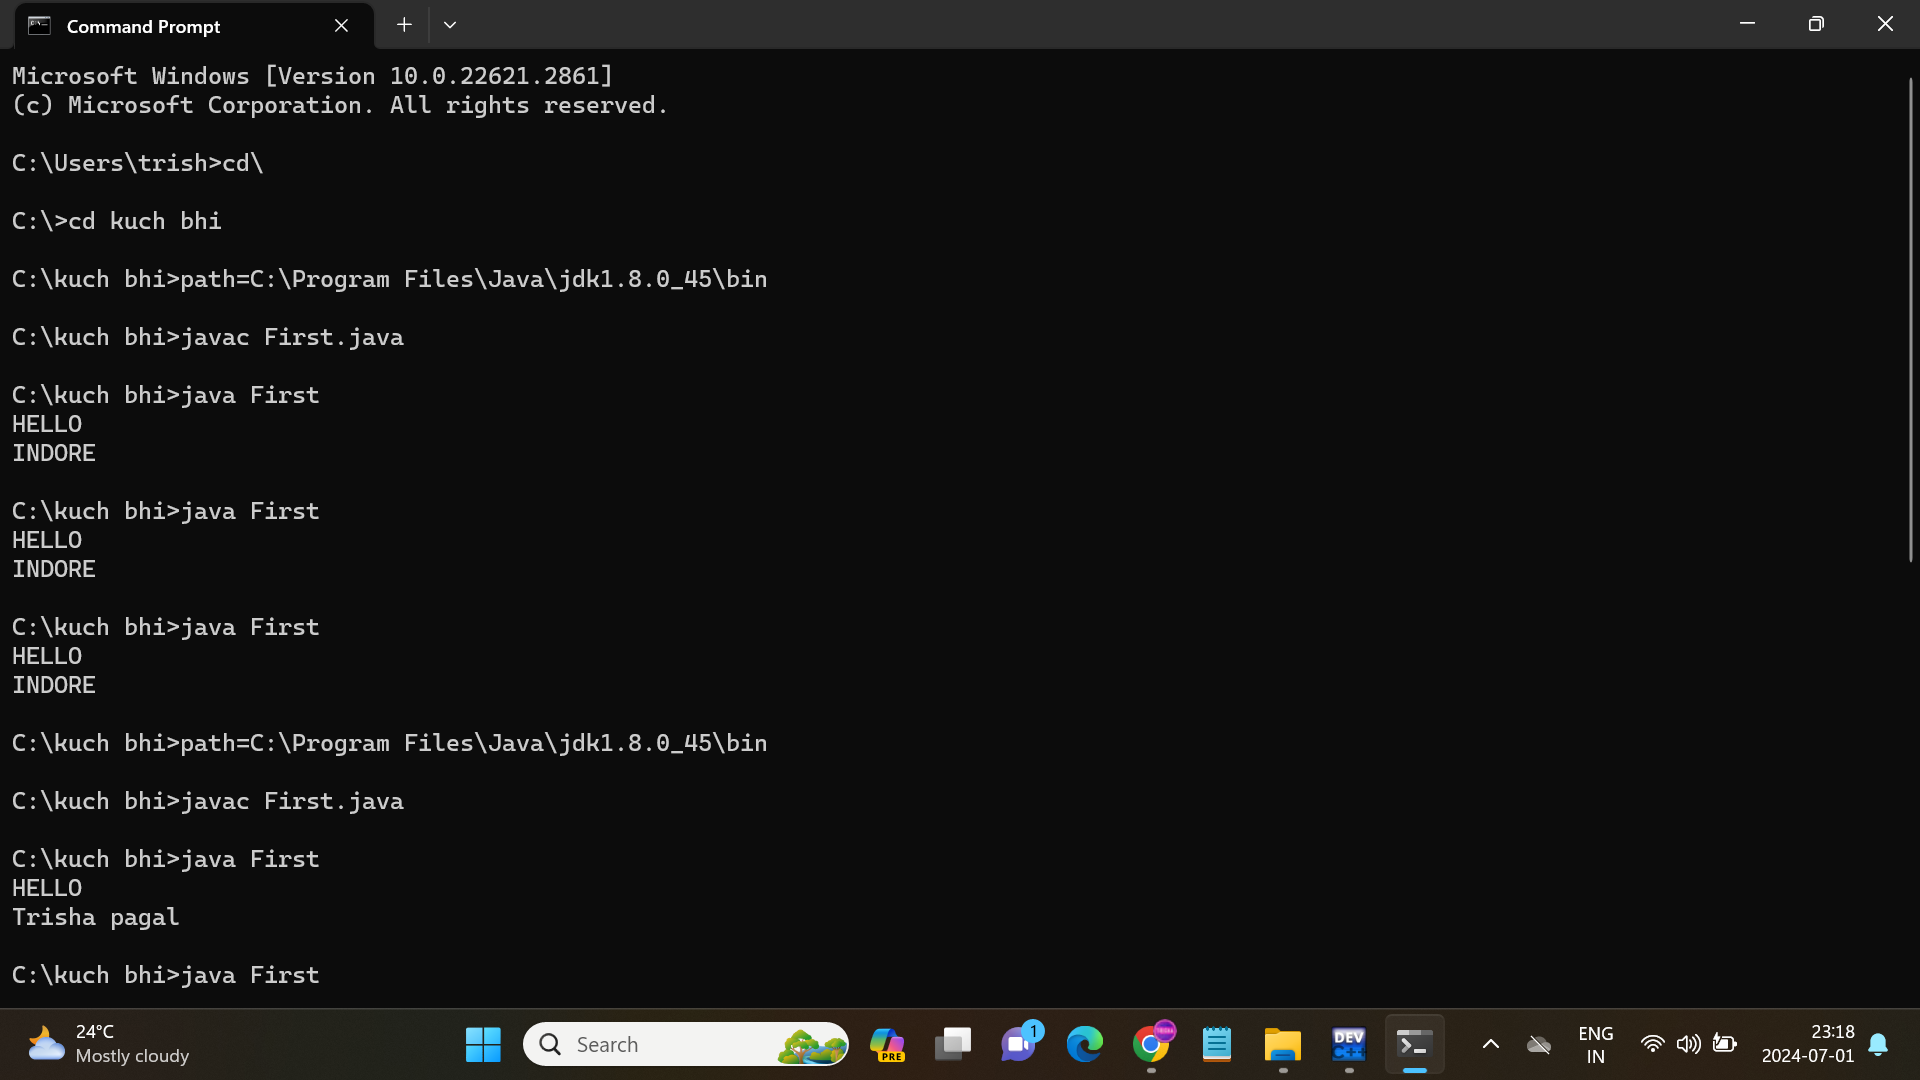 Command Prompt
Microsoft Windows [Version 10.0.22621.2861]
(c) Microsoft Corporation. All rights reserved.
C:\Users\trish>cd\
C:\>cd kuch bhi
C:\kuch bhi>path=C:\Program Files\Java\jdk1.8.0_45\bin
C:\kuch bhi>javac First.java
C:\kuch bhi>java First
HELLO
INDORE
C:\kuch bhi>java First
HELLO
INDORE
C:\kuch bhi>java First
HELLO
INDORE
C:\kuch bhi>path=C:\Program Files\Java\jdk1.8.0_45\bin
C:\kuch bhi>javac First.java
C:\kuch bhi>java First
HELLO
Trisha pagal
C:\kuch bhi>java First
24°C
Mostly cloudy
Search
PRE
1
DEV
C++
ENG
IN
23:18
2024-07-01